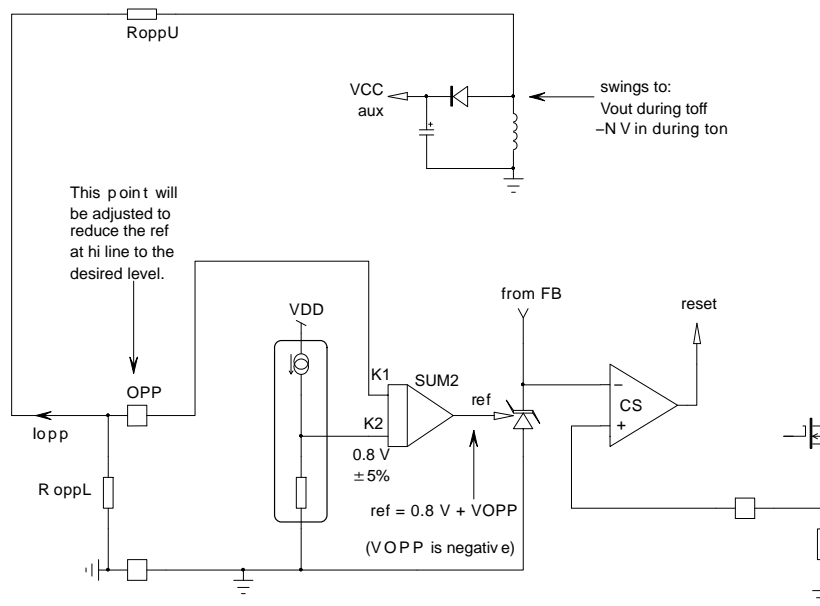 RoppU
VCC
aux
swings to:
Vout during toff
–N V in during ton
This point will
be adjusted to
reduce the ref
at hi line to the
desired level.
from FB
reset
VDD
OPP
K1
SUM2
ref
CS
–
+
K2
Iopp
0.8 V
±5%
R oppL
ref = 0.8 V + VOPP
(VOPP is negative)
+